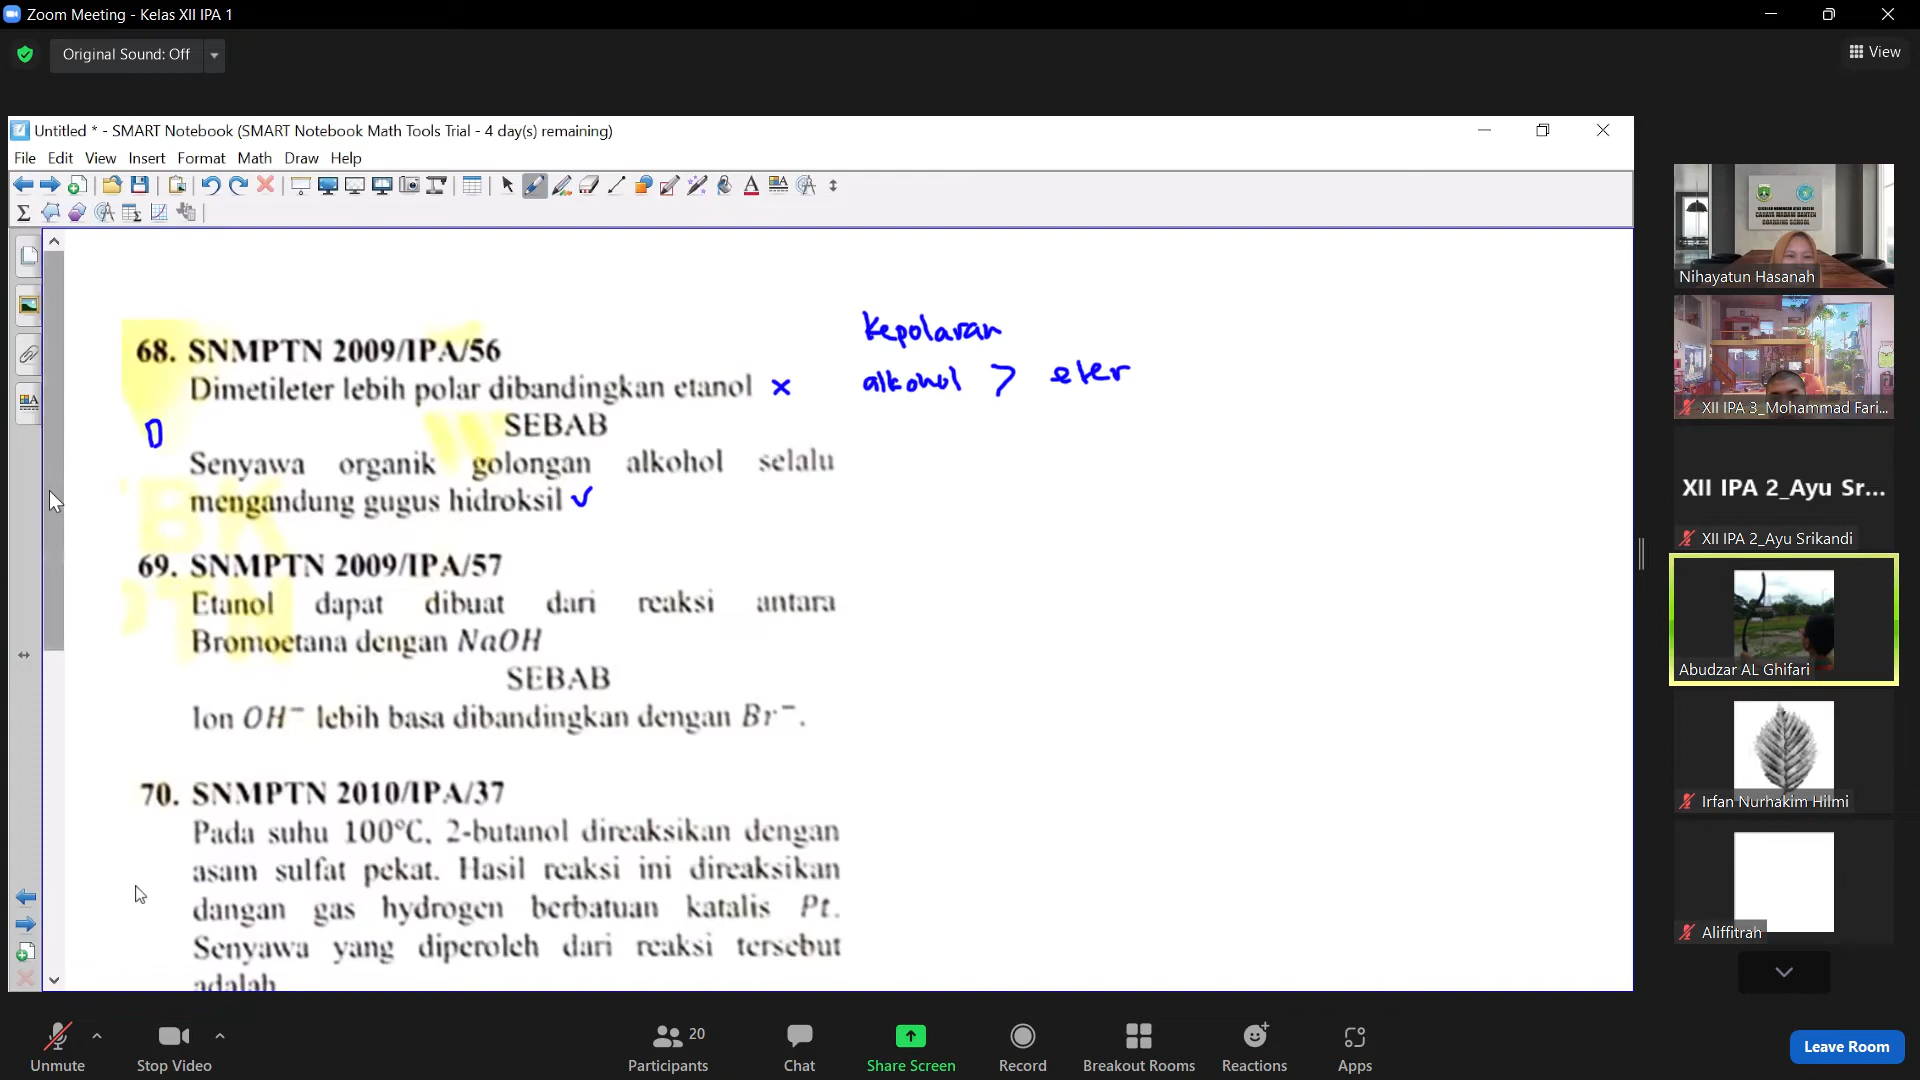 Zoom Meeting - Kelas XII IPA 1
Original Sound: Off
View
Untitled * - SMART Notebook (SMART Notebook Math Tools Trial - 4 day(s) remaining)
File Edit View Insert Format Math Draw Help
68. SNMPTN 2009/IPA/56
Dimetileter lebih polar dibandingkan etanol ×
SEBAB
D
Senyawa organik golongan alkohol selalu
mengandung gugus hidroksil ✓
Kepolaran
alkohol > eter
69. SNMPTN 2009/IPA/57
Etanol dapat dibuat dari reaksi antara
Bromoetana dengan NaOH
SEBAB
Ion OH⁻ lebih basa dibandingkan dengan Br⁻.
70. SNMPTN 2010/IPA/37
Pada suhu 100°C, 2-butanol direaksikan dengan
asam sulfat pekat. Hasil reaksi ini direaksikan
dangan gas hydrogen berbatuan katalis Pt.
Senyawa yang diperoleh dari reaksi tersebut
adalah
Nihayatun Hasanah
XII IPA 3_Mohammad Fari...
XII IPA 2_Ayu Sr...
XII IPA 2_Ayu Srikandi
Abudzar AL Ghifari
Irfan Nurhakim Hilmi
Aliffitrah
Unmute
Stop Video
Participants 20
Chat
Share Screen
Record
Breakout Rooms
Reactions
Apps
Leave Room